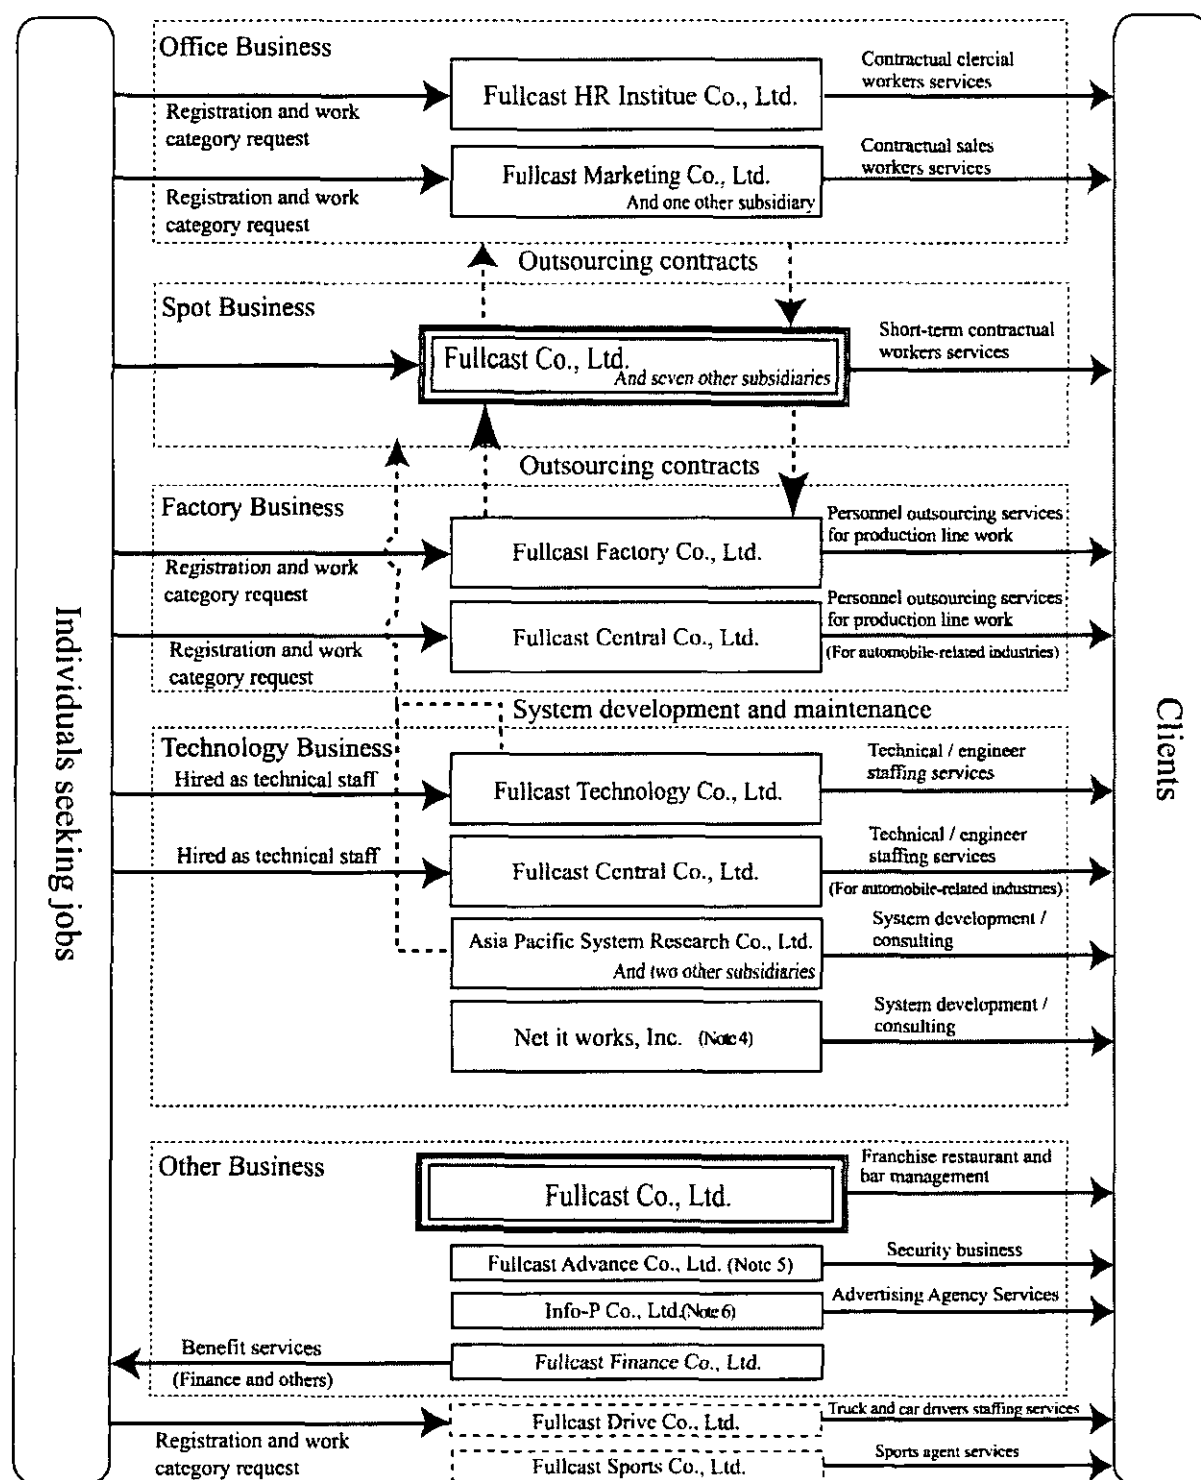 Office Business
Fullcast HR Institue Co., Ltd.
Contractual clercial
workers services
Registration and work
category request
Fullcast Marketing Co., Ltd.
And one other subsidiary
Contractual sales
workers services
Registration and work
category request
Outsourcing contracts
Spot Business
Fullcast Co., Ltd.
And seven other subsidiaries
Short-term contractual
workers services
Outsourcing contracts
Factory Business
Fullcast Factory Co., Ltd.
Personnel outsourcing services
for production line work
Registration and work
category request
Fullcast Central Co., Ltd.
Personnel outsourcing services
for production line work
(For automobile-related industries)
Registration and work
category request
System development and maintenance
Technology Business
Hired as technical staff
Fullcast Technology Co., Ltd.
Technical / engineer
staffing services
Hired as technical staff
Fullcast Central Co., Ltd.
Technical / engineer
staffing services
(For automobile-related industries)
Asia Pacific System Research Co., Ltd.
And two other subsidiaries
System development /
consulting
Net it works, Inc. (Note 4)
System development /
consulting
Other Business
Fullcast Co., Ltd.
Franchise restaurant and
bar management
Fullcast Advance Co., Ltd. (Note 5)
Security business
Info-P Co., Ltd.(Note 6)
Advertising Agency Services
Benefit services
(Finance and others)
Fullcast Finance Co., Ltd.
Fullcast Drive Co., Ltd.
Truck and car drivers staffing services
Registration and work
category request
Fullcast Sports Co., Ltd.
Sports agent services
Individuals seeking jobs
Clients